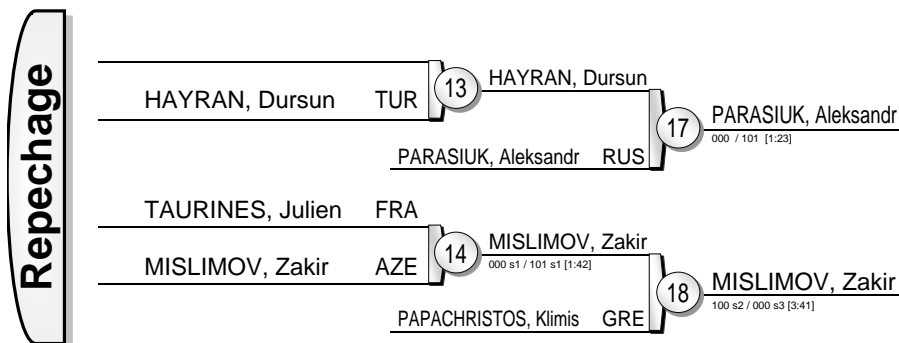 Repechage
HAYRAN, Dursun TUR
13
HAYRAN, Dursun
PARASIUK, Aleksandr RUS
17
PARASIUK, Aleksandr
000 / 101 [1:23]
TAURINES, Julien FRA
MISLIMOV, Zakir AZE
14
MISLIMOV, Zakir
000 s1 / 101 s1 [1:42]
PAPACHRISTOS, Klimis GRE
18
MISLIMOV, Zakir
100 s2 / 000 s3 [3:41]